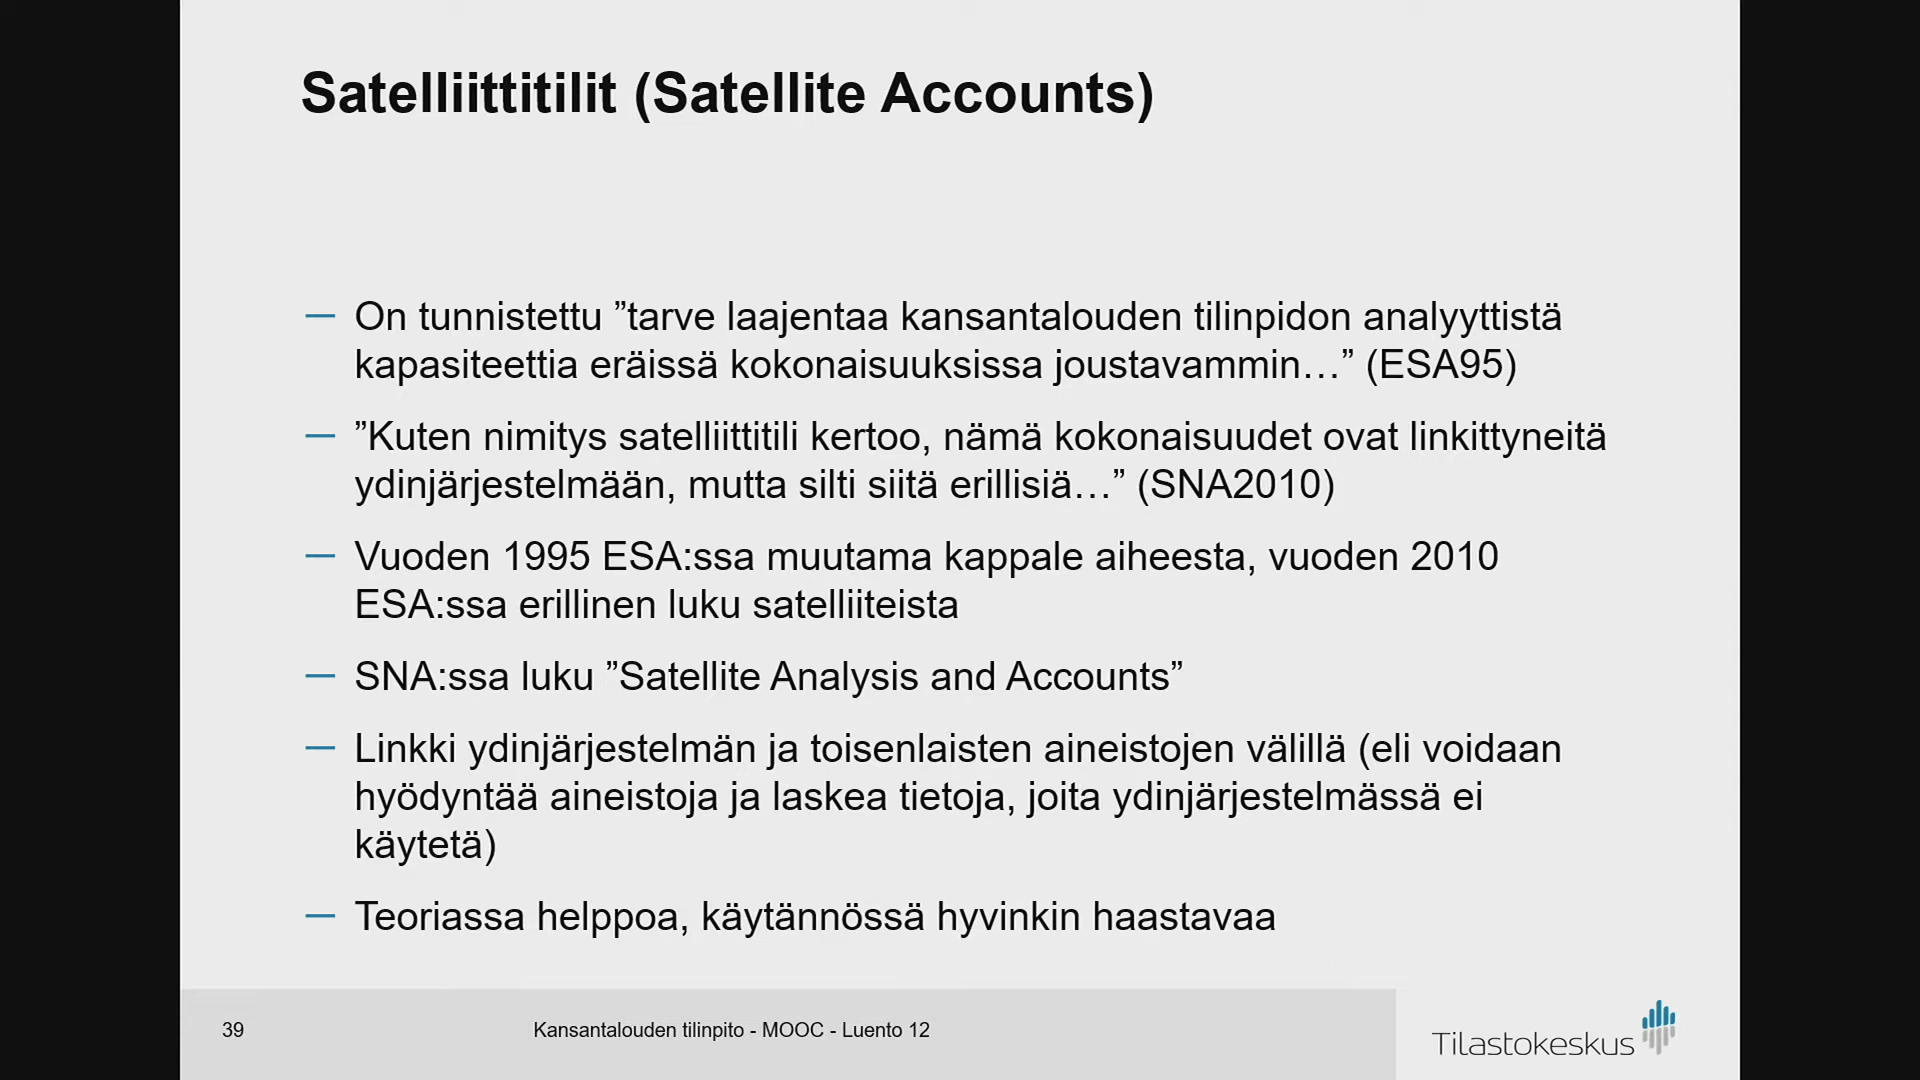 Satelliittitilit (Satellite Accounts)
— On tunnistettu ”tarve laajentaa kansantalouden tilinpidon analyyttistä
kapasiteettia eräissä kokonaisuuksissa joustavammin…” (ESA95)
— ”Kuten nimitys satelliittitili kertoo, nämä kokonaisuudet ovat linkittyneitä
ydinjärjestelmään, mutta silti siitä erillisiä…” (SNA2010)
— Vuoden 1995 ESA:ssa muutama kappale aiheesta, vuoden 2010
ESA:ssa erillinen luku satelliiteista
— SNA:ssa luku ”Satellite Analysis and Accounts”
— Linkki ydinjärjestelmän ja toisenlaisten aineistojen välillä (eli voidaan
hyödyntää aineistoja ja laskea tietoja, joita ydinjärjestelmässä ei
käytetä)
— Teoriassa helppoa, käytännössä hyvinkin haastavaa
39
Kansantalouden tilinpito - MOOC - Luento 12
Tilastokeskus